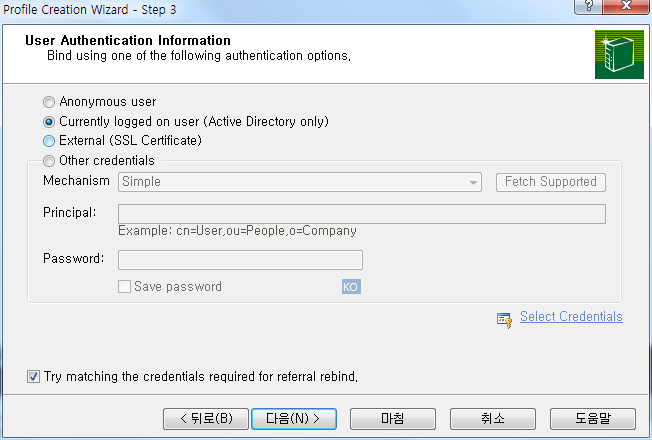 Profile Creation Wizard - Step 3
?
User Authentication Information
Bind using one of the following authentication options,
Anonymous user
Currently logged on user (Active Directory only)
External (SSL Certificate)
Other credentials
Mechanism Simple Fetch Supported
Principal:
Example: cn=User,ou=People,o=Company
Password:
Save password KO
Select Credentials
Try matching the credentials required for referral rebind,
< 뒤로(B) 다음(N) > 마침 취소 도움말